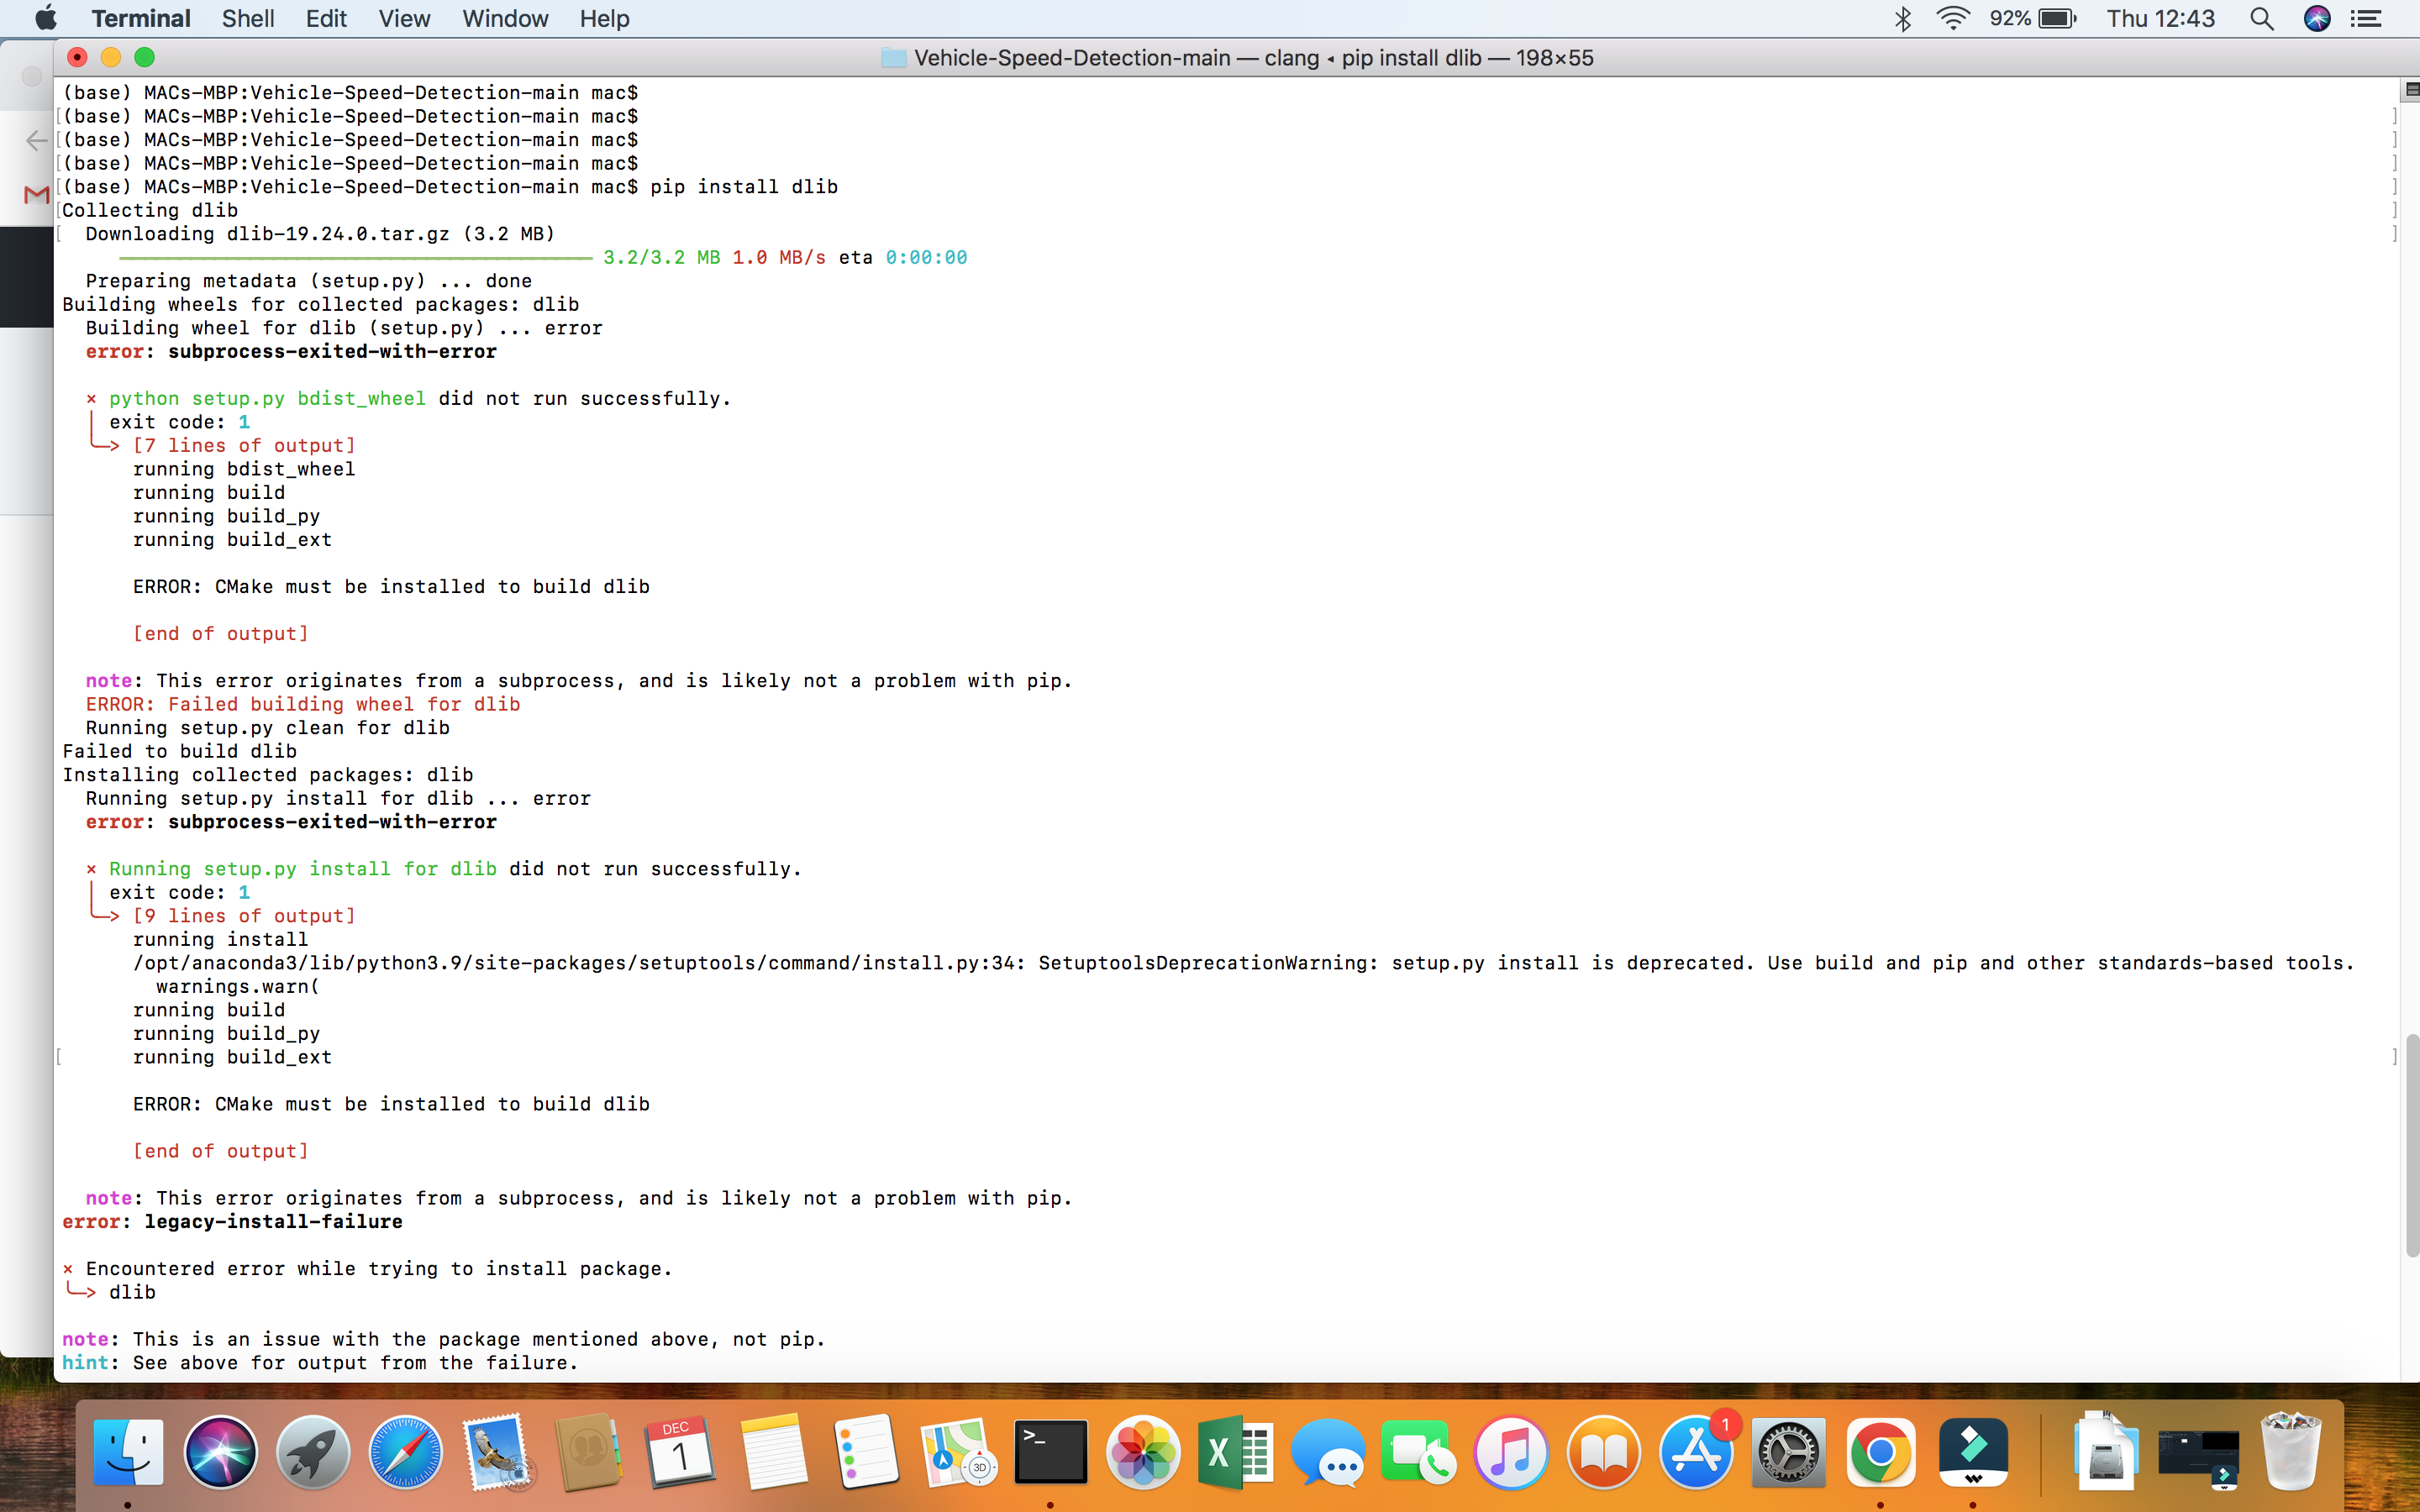 Terminal Shell Edit View Window Help 92% Thu 12:43
Vehicle-Speed-Detection-main — clang ◂ pip install dlib — 198×55
(base) MACs-MBP:Vehicle-Speed-Detection-main mac$
[(base) MACs-MBP:Vehicle-Speed-Detection-main mac$ ]
[(base) MACs-MBP:Vehicle-Speed-Detection-main mac$ ]
[(base) MACs-MBP:Vehicle-Speed-Detection-main mac$ ]
[(base) MACs-MBP:Vehicle-Speed-Detection-main mac$ pip install dlib ]
[Collecting dlib ]
[ Downloading dlib-19.24.0.tar.gz (3.2 MB) ]
3.2/3.2 MB 1.0 MB/s eta 0:00:00
Preparing metadata (setup.py) ... done
Building wheels for collected packages: dlib
Building wheel for dlib (setup.py) ... error
error: subprocess-exited-with-error
× python setup.py bdist_wheel did not run successfully.
│ exit code: 1
╰─> [7 lines of output]
running bdist_wheel
running build
running build_py
running build_ext
ERROR: CMake must be installed to build dlib
[end of output]
note: This error originates from a subprocess, and is likely not a problem with pip.
ERROR: Failed building wheel for dlib
Running setup.py clean for dlib
Failed to build dlib
Installing collected packages: dlib
Running setup.py install for dlib ... error
error: subprocess-exited-with-error
× Running setup.py install for dlib did not run successfully.
│ exit code: 1
╰─> [9 lines of output]
running install
/opt/anaconda3/lib/python3.9/site-packages/setuptools/command/install.py:34: SetuptoolsDeprecationWarning: setup.py install is deprecated. Use build and pip and other standards-based tools.
warnings.warn(
running build
running build_py
[ running build_ext ]
ERROR: CMake must be installed to build dlib
[end of output]
note: This error originates from a subprocess, and is likely not a problem with pip.
error: legacy-install-failure
× Encountered error while trying to install package.
╰─> dlib
note: This is an issue with the package mentioned above, not pip.
hint: See above for output from the failure.
DEC
1
3D
>_
X
1